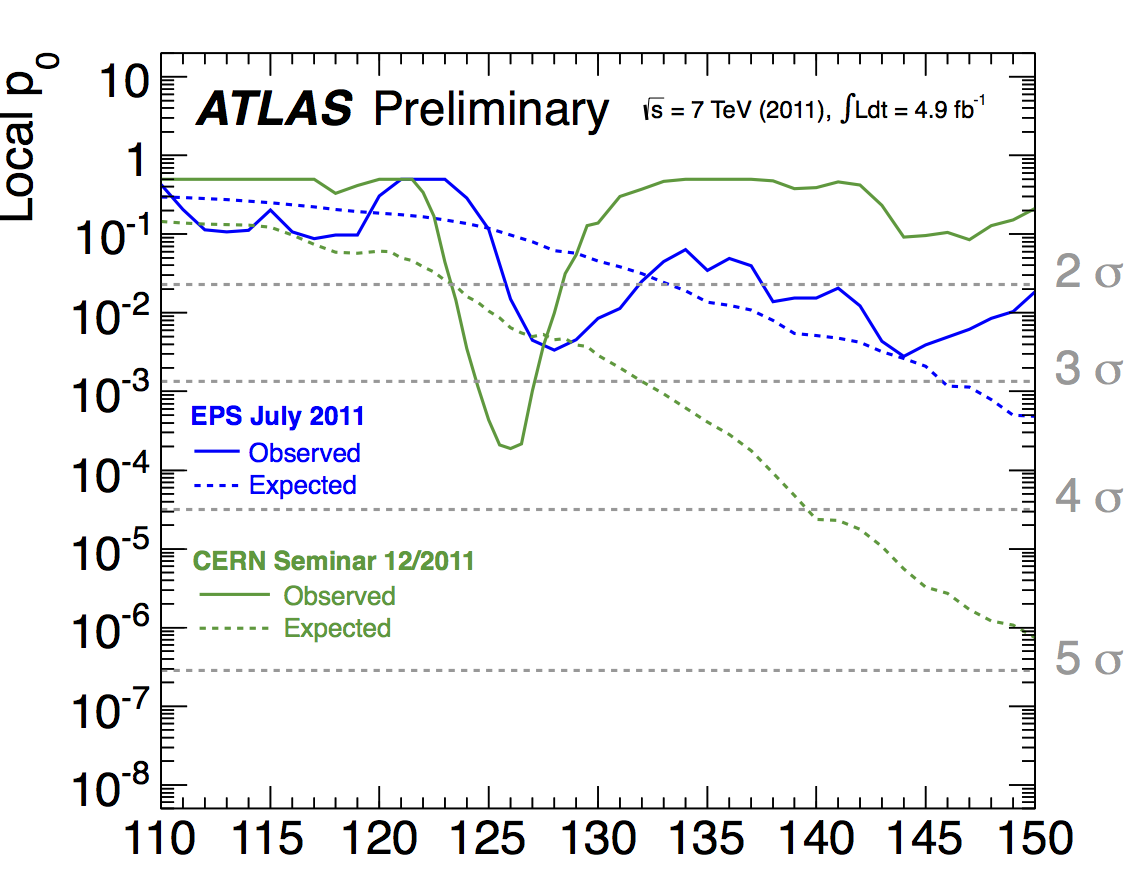 Local p0
ATLAS Preliminary
√s = 7 TeV (2011), ∫Ldt = 4.9 fb-1
10
1
10-1
10-2
10-3
10-4
10-5
10-6
10-7
10-8
2 σ
3 σ
4 σ
5 σ
EPS July 2011
Observed
Expected
CERN Seminar 12/2011
Observed
Expected
110 115 120 125 130 135 140 145 150